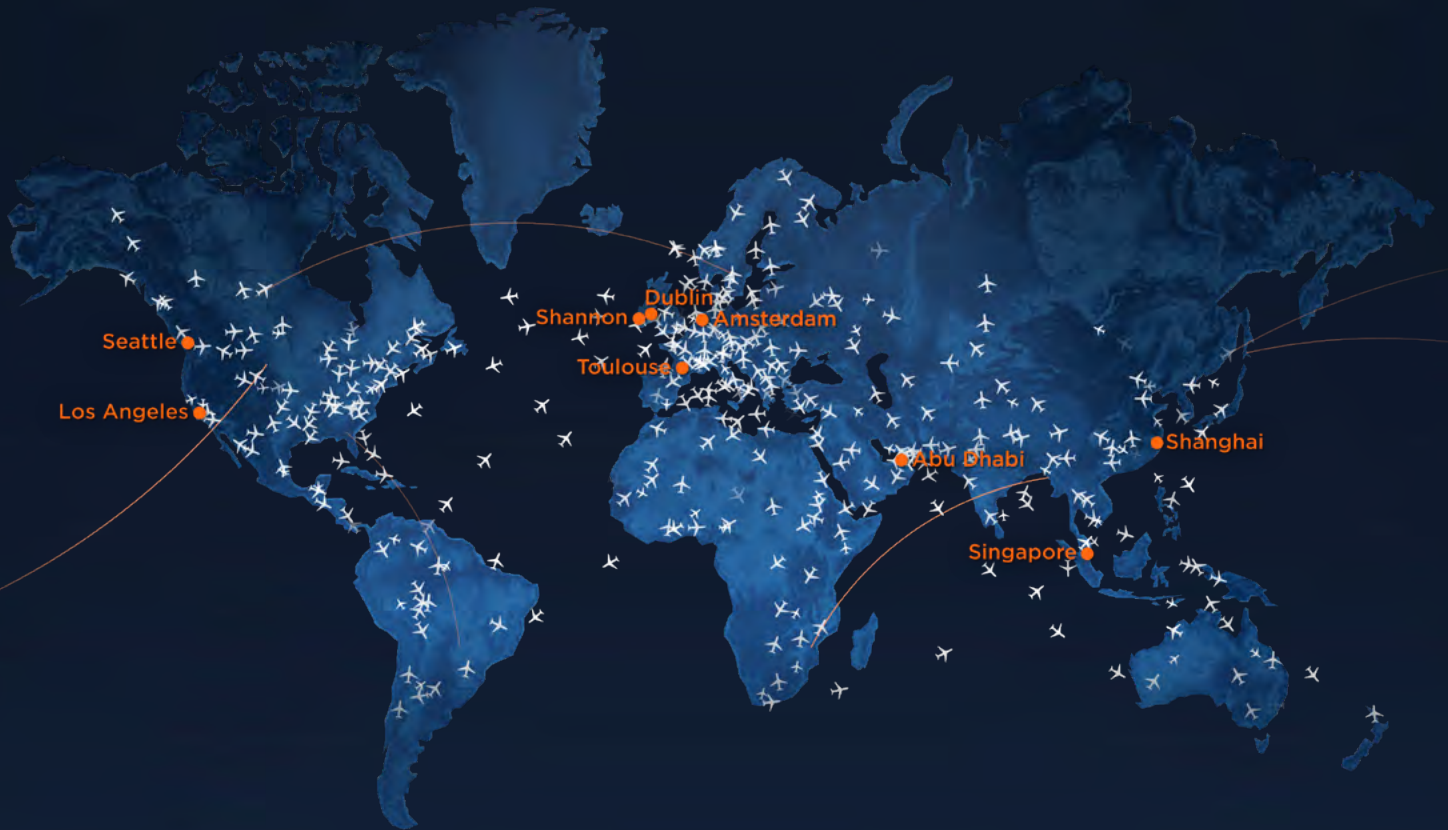 Dublin
Shannon
Amsterdam
Seattle
Toulouse
Los Angeles
Shanghai
Abu Dhabi
Singapore